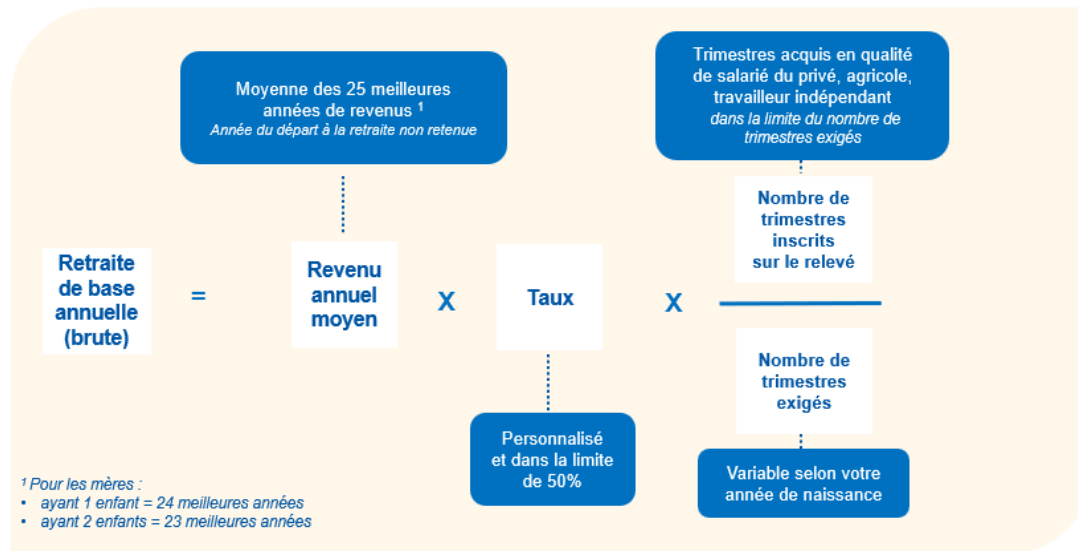 Moyenne des 25 meilleures
années de revenus ¹
Année du départ à la retraite non retenue
Trimestres acquis en qualité
de salarié du privé, agricole,
travailleur indépendant
dans la limite du nombre de
trimestres exigés
Retraite
de base
annuelle
(brute)
=
Revenu
annuel
moyen
X
Taux
X
Nombre de
trimestres
inscrits
sur le relevé
Nombre de
trimestres
exigés
Personnalisé
et dans la limite
de 50%
Variable selon votre
année de naissance
¹ Pour les mères :
• ayant 1 enfant = 24 meilleures années
• ayant 2 enfants = 23 meilleures années